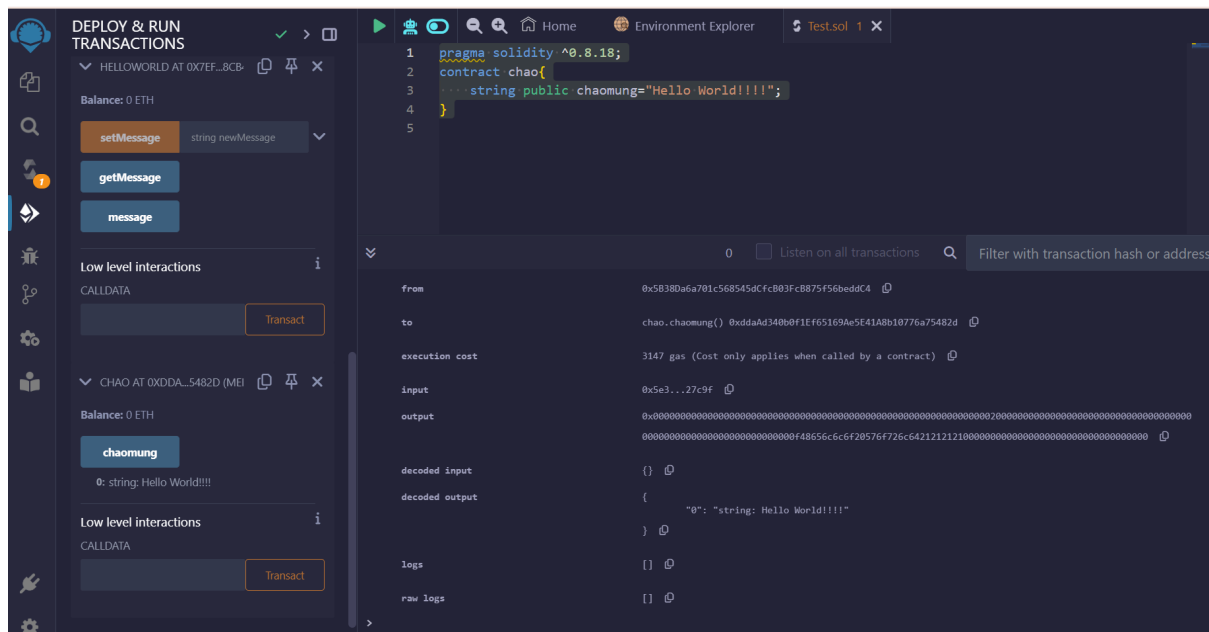 DEPLOY & RUN
TRANSACTIONS
HELLOWORLD AT 0X7EF...8CB
Balance: 0 ETH
setMessage string newMessage
getMessage
message
Low level interactions
i
CALLDATA
Transact
CHAO AT 0XDDA...5482D (MEI
Balance: 0 ETH
chaomung
0: string: Hello World!!!!
Low level interactions
i
CALLDATA
Transact
1
Home
Environment Explorer
Test.sol 1
1 pragma solidity ^0.8.18;
2 contract chao{
3 string public chaomung="Hello World!!!!";
4 }
5
0
Listen on all transactions
Filter with transaction hash or address
from 0x5B38Da6a701c568545dCfcB03FcB875f56beddC4
to chao.chaomung() 0xddaAd340b0f1Ef65169Ae5E41A8b10776a75482d
execution cost 3147 gas (Cost only applies when called by a contract)
input 0x5e3...27c9f
output
decoded input {}
decoded output {
"0": "string: Hello World!!!!"
}
logs []
raw logs []
>